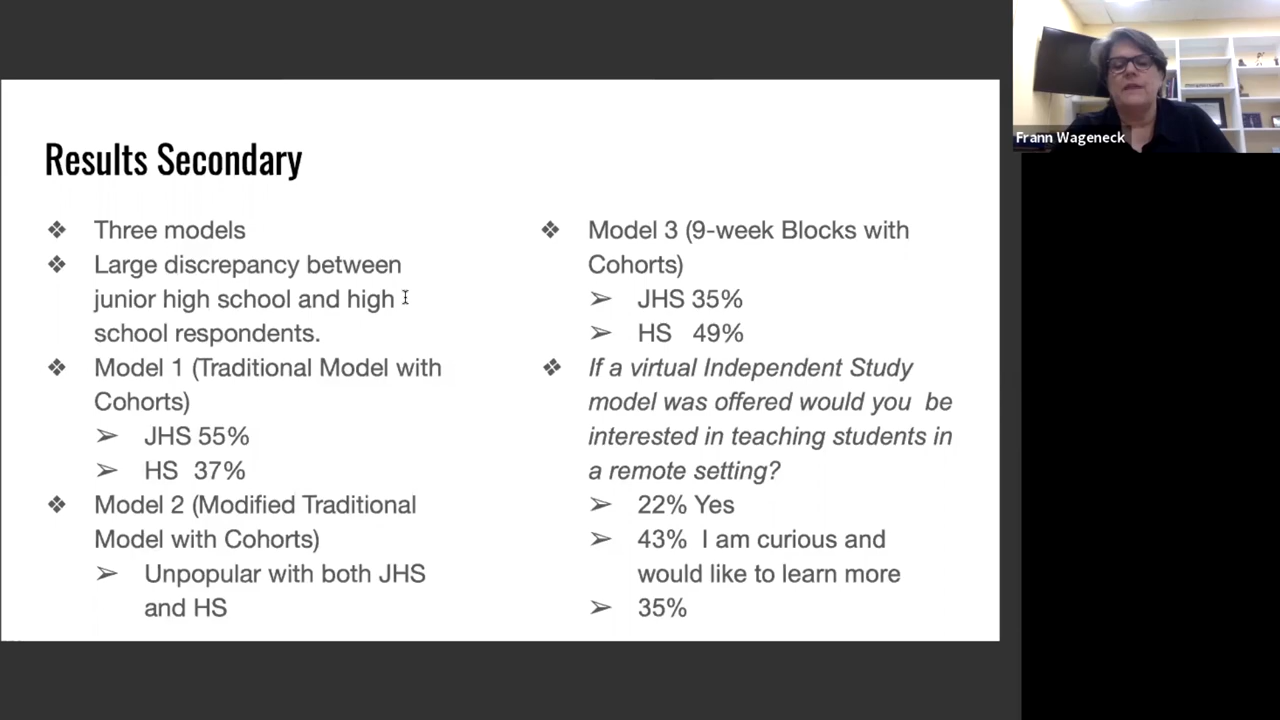 Results Secondary
❖ Three models
❖ Large discrepancy between
junior high school and high
school respondents.
❖ Model 1 (Traditional Model with
Cohorts)
➢ JHS 55%
➢ HS 37%
❖ Model 2 (Modified Traditional
Model with Cohorts)
➢ Unpopular with both JHS
and HS
❖ Model 3 (9-week Blocks with
Cohorts)
➢ JHS 35%
➢ HS 49%
❖ If a virtual Independent Study
model was offered would you be
interested in teaching students in
a remote setting?
➢ 22% Yes
➢ 43% I am curious and
would like to learn more
➢ 35%
Frann Wageneck